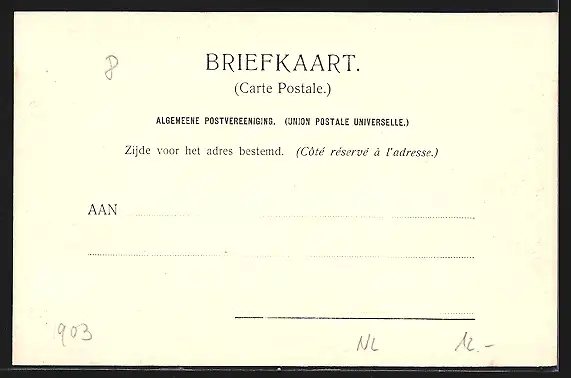 8
BRIEFKAART.
(Carte Postale.)
ALGEMEENE POSTVEREENIGING. (UNION POSTALE UNIVERSELLE.)
Zijde voor het adres bestemd. (Côté réservé à l'adresse.)
AAN
903
NL 12.-